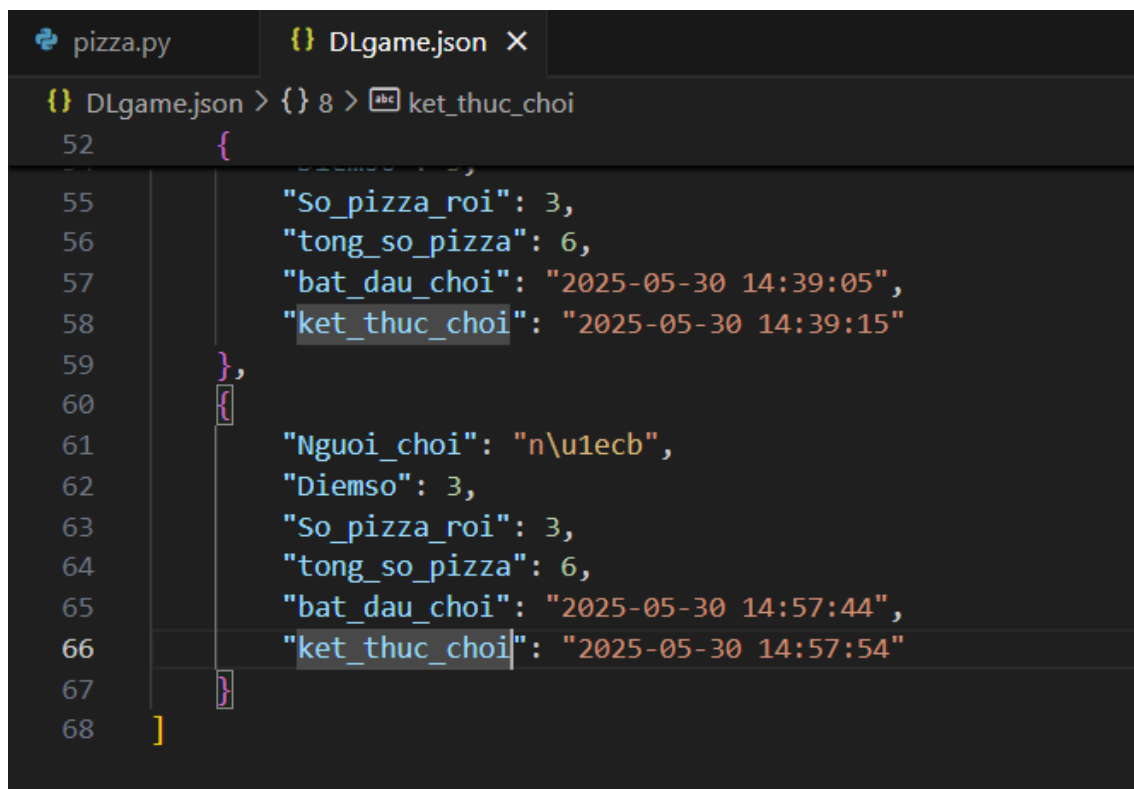 pizza.py {} DLgame.json ×
{} DLgame.json > {} 8 > abc ket_thuc_choi
52 {
55 "So_pizza_roi": 3,
56 "tong_so_pizza": 6,
57 "bat_dau_choi": "2025-05-30 14:39:05",
58 "ket_thuc_choi": "2025-05-30 14:39:15"
59 },
60 {
61 "Nguoi_choi": "n\u1ecb",
62 "Diemso": 3,
63 "So_pizza_roi": 3,
64 "tong_so_pizza": 6,
65 "bat_dau_choi": "2025-05-30 14:57:44",
66 "ket_thuc_choi": "2025-05-30 14:57:54"
67 }
68 ]